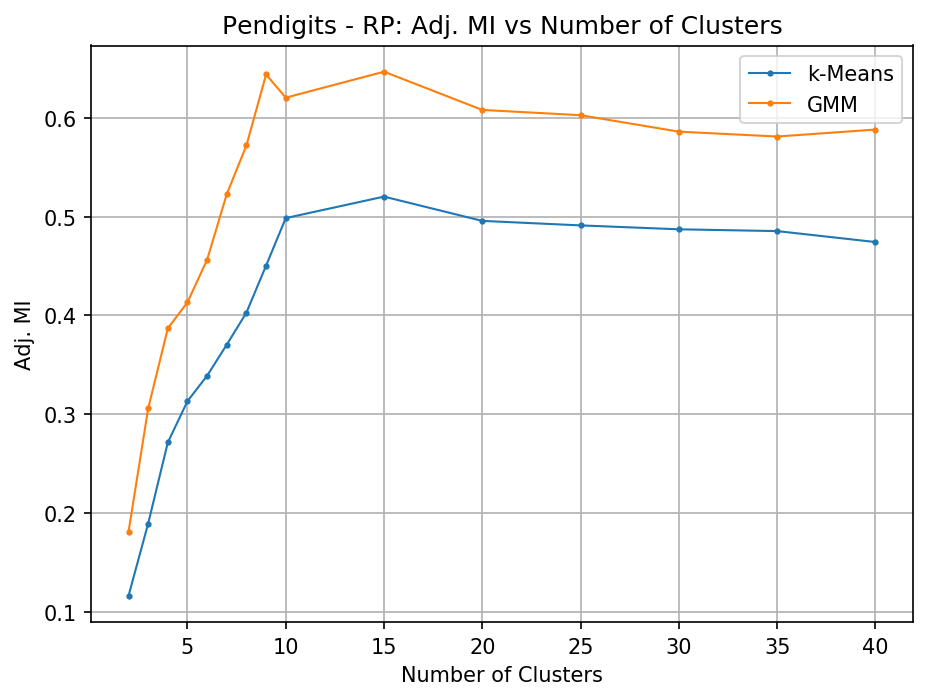 Pendigits - RP: Adj. MI vs Number of Clusters
k-Means
GMM
Adj. MI
0.6
0.5
0.4
0.3
0.2
0.1
5 10 15 20 25 30 35 40
Number of Clusters